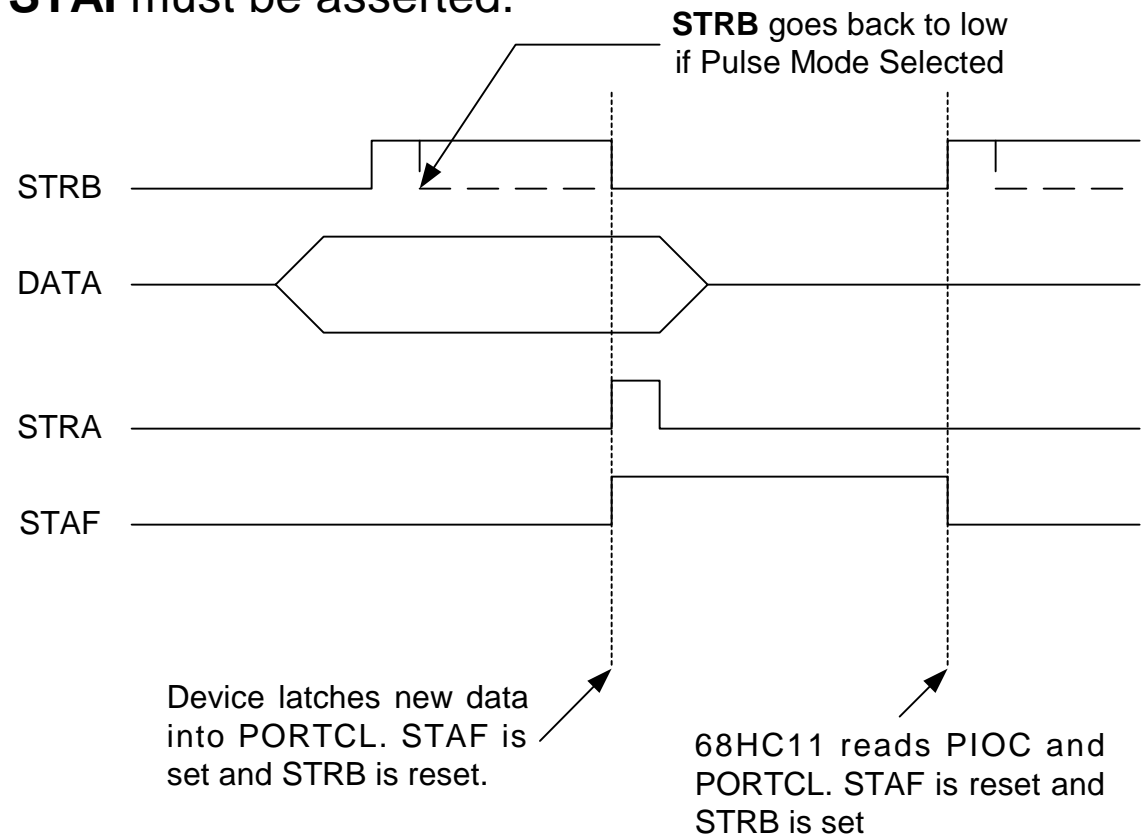 must be asserted.
STRB goes back to low
if Pulse Mode Selected
STRB
DATA
STRA
STAF
Device latches new data
into PORTCL. STAF is
set and STRB is reset.
68HC11 reads PIOC and
PORTCL. STAF is reset and
STRB is set